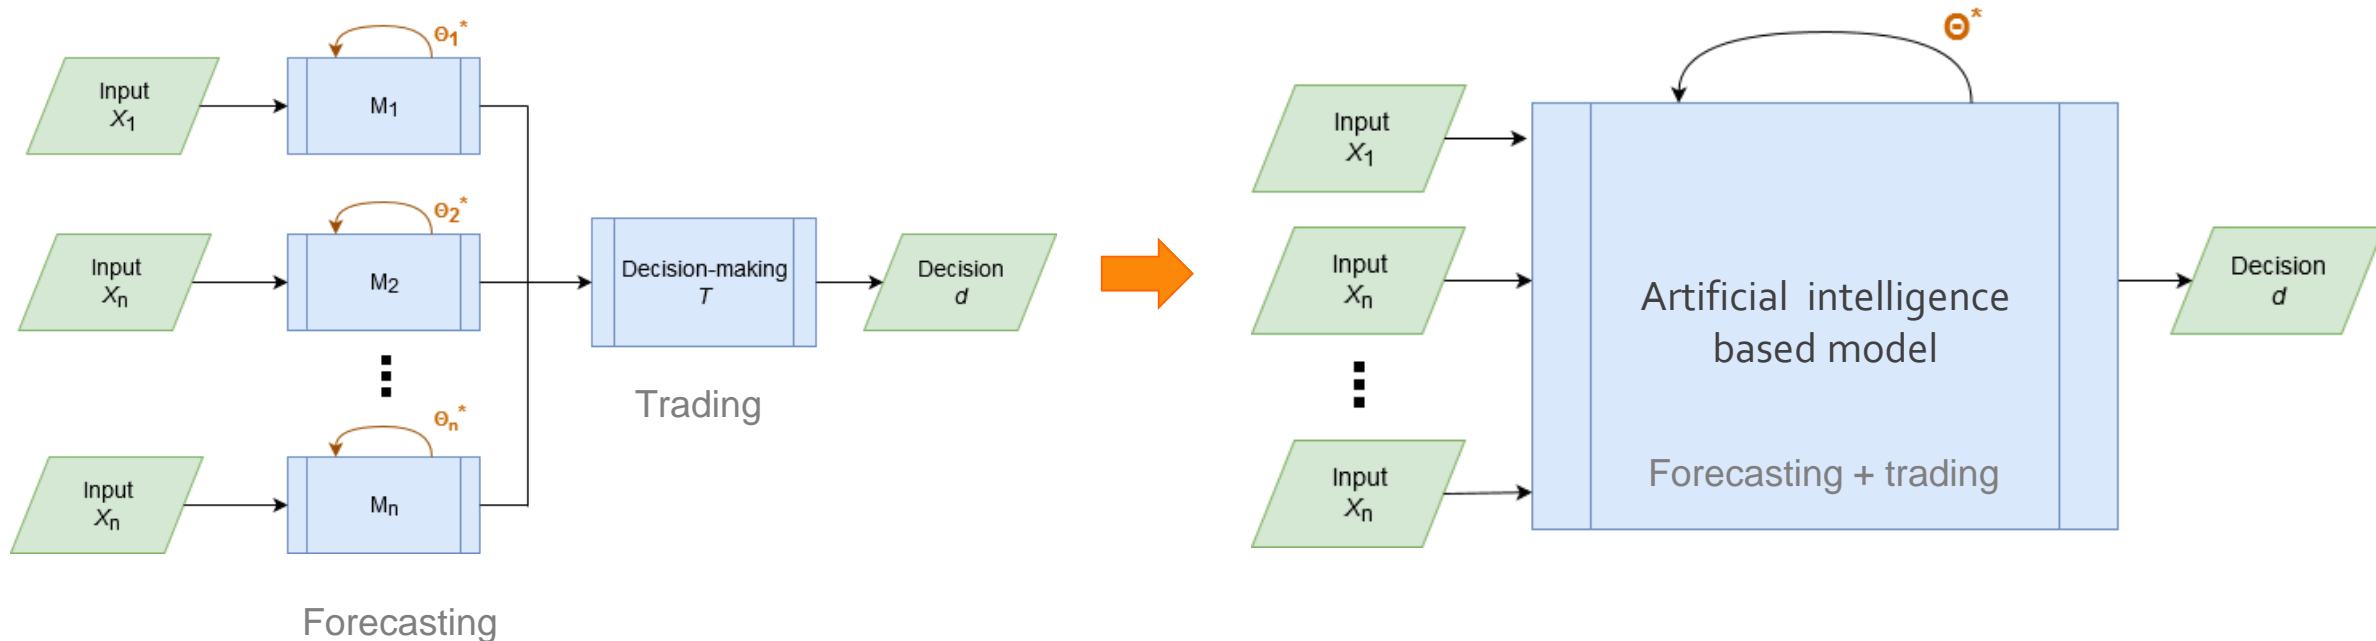 Θ1*
Input
X1
M1
Θ2*
Input
Xn
M2
Decision-making
T
Decision
d
Trading
Θn*
Input
Xn
Mn
Forecasting
Θ*
Input
X1
Input
Xn
Artificial intelligence
based model
Decision
d
Input
Xn
Forecasting + trading